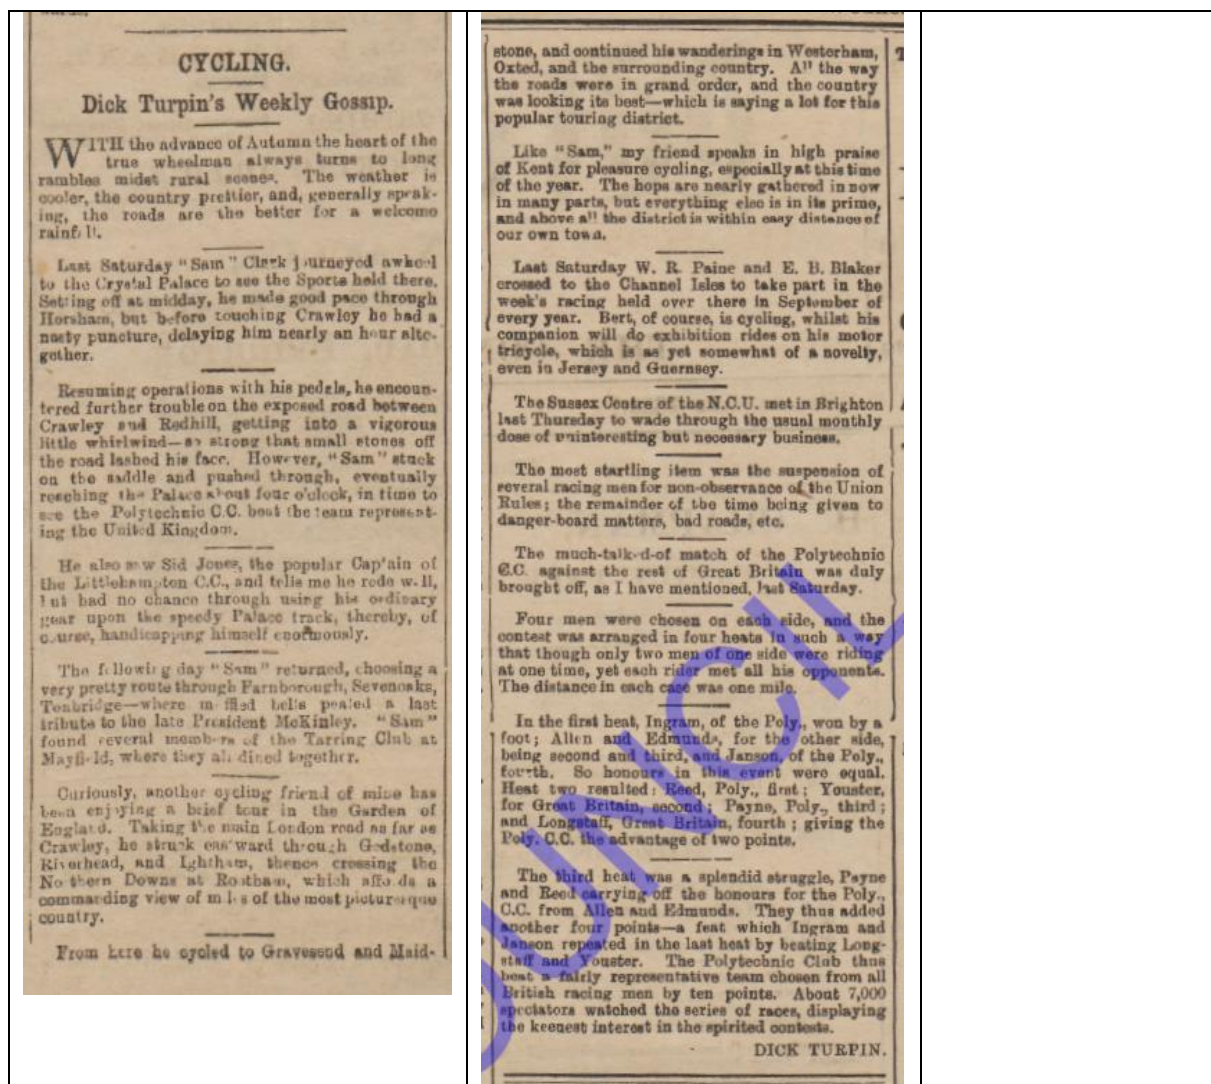 CYCLING.
Dick Turpin's Weekly Gossip.
WITH the advance of Autumn the heart of the
true wheelman always turns to long
rambles midst rural scenes. The weather is
cooler, the country prettier, and, generally speak-
ing, the roads are the better for a welcome
rainfall.
Last Saturday "Sam" Clark journeyed awheel
to the Crystal Palace to see the Sports held there.
Setting off at midday, he made good pace through
Horsham, but before touching Crawley he had a
nasty puncture, delaying him nearly an hour alto-
gether.
Resuming operations with his pedals, he encoun-
tered further trouble on the exposed road between
Crawley and Redhill, getting into a vigorous
little whirlwind—so strong that small stones off
the road lashed his face. However, "Sam" stuck
on the saddle and pushed through, eventually
reaching the Palace about four o'clock, in time to
see the Polytechnic C.C. beat the team represent-
ing the United Kingdom.
He also saw Sid Jones, the popular Captain of
the Littlehampton C.C., and tells me he rode well,
but had no chance through using his ordinary
gear upon the speedy Palace track, thereby, of
course, handicapping himself enormously.
The following day "Sam" returned, choosing a
very pretty route through Farnborough, Sevenoaks,
Tonbridge—where muffled bells pealed a last
tribute to the late President McKinley. "Sam"
found several members of the Tarring Club at
Mayfield, where they all dined together.
Curiously, another cycling friend of mine has
been enjoying a brief tour in the Garden of
England. Taking the main London road as far as
Crawley, he struck eastward through Godstone,
Riverhead, and Ightham, thence crossing the
Northern Downs at Rootham, which affords a
commanding view of miles of the most picturesque
country.
From here he cycled to Gravesend and Maid-
stone, and continued his wanderings in Westerham,
Oxted, and the surrounding country. All the way
the roads were in grand order, and the country
was looking its best—which is saying a lot for this
popular touring district.
Like "Sam," my friend speaks in high praise
of Kent for pleasure cycling, especially at this time
of the year. The hops are nearly gathered in now
in many parts, but everything else is in its prime,
and above all the district is within easy distance of
our own town.
Last Saturday W. R. Paine and E. B. Blaker
crossed to the Channel Isles to take part in the
week's racing held over there in September of
every year. Bert, of course, is cycling, whilst his
companion will do exhibition rides on his motor
tricycle, which is as yet somewhat of a novelty,
even in Jersey and Guernsey.
The Sussex Centre of the N.C.U. met in Brighton
last Thursday to wade through the usual monthly
dose of uninteresting but necessary business.
The most startling item was the suspension of
several racing men for non-observance of the Union
Rules; the remainder of the time being given to
danger-board matters, bad roads, etc.
The much-talked-of match of the Polytechnic
C.C. against the rest of Great Britain was duly
brought off, as I have mentioned, last Saturday.
Four men were chosen on each side, and the
contest was arranged in four heats in such a way
that though only two men of one side were riding
at one time, yet each rider met all his opponents.
The distance in each case was one mile.
In the first heat, Ingram, of the Poly., won by a
foot; Allen and Edmunds, for the other side,
being second and third, and Janson, of the Poly.,
fourth. So honours in this event were equal.
Heat two resulted: Reed, Poly., first; Youster,
for Great Britain, second; Payne, Poly., third;
and Longstaff, Great Britain, fourth; giving the
Poly. C.C. the advantage of two points.
The third heat was a splendid struggle, Payne
and Reed carrying off the honours for the Poly.,
C.C. from Allen and Edmunds. They thus added
another four points—a feat which Ingram and
Janson repeated in the last heat by beating Long-
staff and Youster. The Polytechnic Club thus
beat a fairly representative team chosen from all
British racing men by ten points. About 7,000
spectators watched the series of races, displaying
the keenest interest in the spirited contests.
DICK TURPIN.